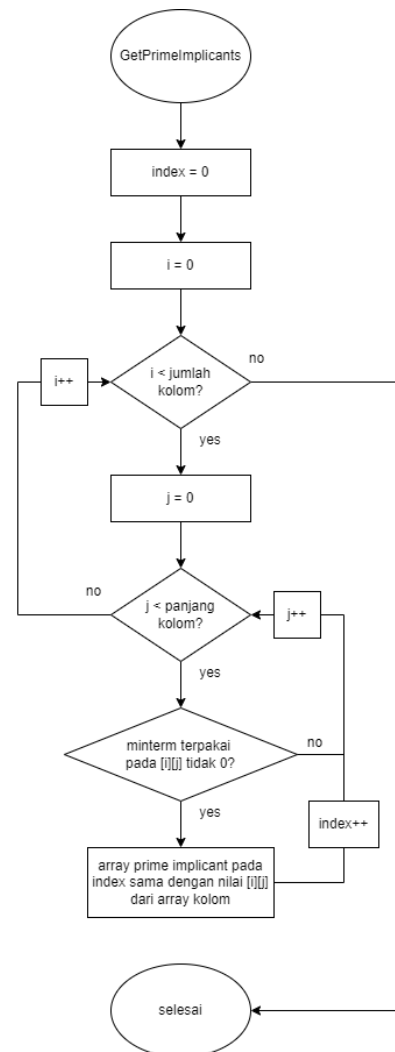 GetPrimeImplicants
index = 0
i = 0
i < jumlah
kolom?
no
i++
yes
j = 0
j < panjang
kolom?
no
j++
yes
minterm terpakai
pada [i][j] tidak 0?
no
yes
index++
array prime implicant pada
index sama dengan nilai [i][j]
dari array kolom
selesai